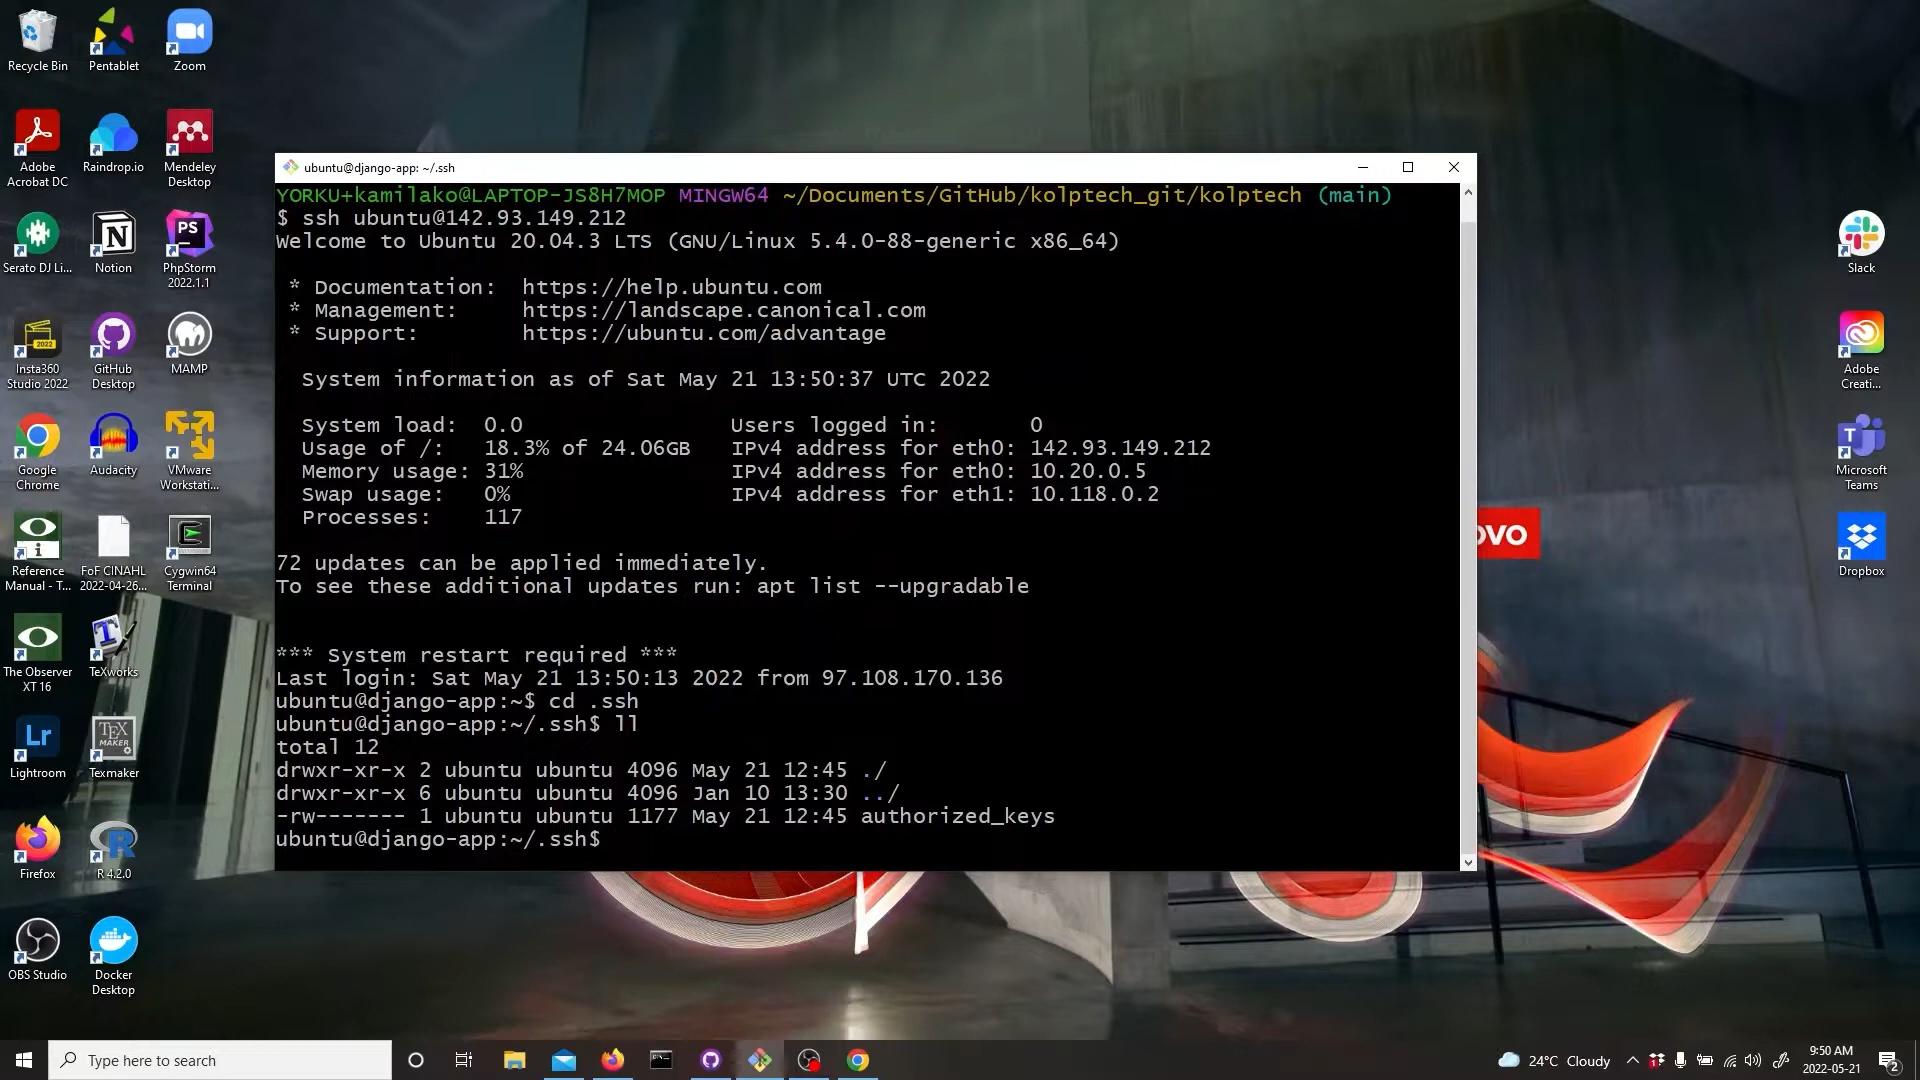 Recycle Bin
Pentablet
Zoom
Adobe Acrobat DC
Raindrop.io
Mendeley Desktop
Serato DJ Li...
Notion
PhpStorm 2022.1.1
Insta360 Studio 2022
GitHub Desktop
MAMP
Google Chrome
Audacity
VMware Workstati...
Reference Manual - T...
FoF CINAHL 2022-04-26...
Cygwin64 Terminal
The Observer XT 16
TeXworks
Lightroom
Texmaker
Firefox
R 4.2.0
OBS Studio
Docker Desktop
ubuntu@django-app: ~/.ssh
YORKU+kamilako@LAPTOP-JS8H7MOP MINGW64 ~/Documents/GitHub/kolptech_git/kolptech (main)
$ ssh ubuntu@142.93.149.212
Welcome to Ubuntu 20.04.3 LTS (GNU/Linux 5.4.0-88-generic x86_64)
* Documentation:  https://help.ubuntu.com
* Management:     https://landscape.canonical.com
* Support:        https://ubuntu.com/advantage
System information as of Sat May 21 13:50:37 UTC 2022
System load:  0.0                Users logged in:       0
Usage of /:   18.3% of 24.06GB   IPv4 address for eth0: 142.93.149.212
Memory usage: 31%                IPv4 address for eth0: 10.20.0.5
Swap usage:   0%                 IPv4 address for eth1: 10.118.0.2
Processes:    117
72 updates can be applied immediately.
To see these additional updates run: apt list --upgradable
*** System restart required ***
Last login: Sat May 21 13:50:13 2022 from 97.108.170.136
ubuntu@django-app:~$ cd .ssh
ubuntu@django-app:~/.ssh$ ll
total 12
drwxr-xr-x 2 ubuntu ubuntu 4096 May 21 12:45 ./
drwxr-xr-x 6 ubuntu ubuntu 4096 Jan 10 13:30 ../
-rw------- 1 ubuntu ubuntu 1177 May 21 12:45 authorized_keys
ubuntu@django-app:~/.ssh$
ovo
Slack
Adobe Creati...
Microsoft Teams
Dropbox
Type here to search
24°C Cloudy
9:50 AM
2022-05-21
2